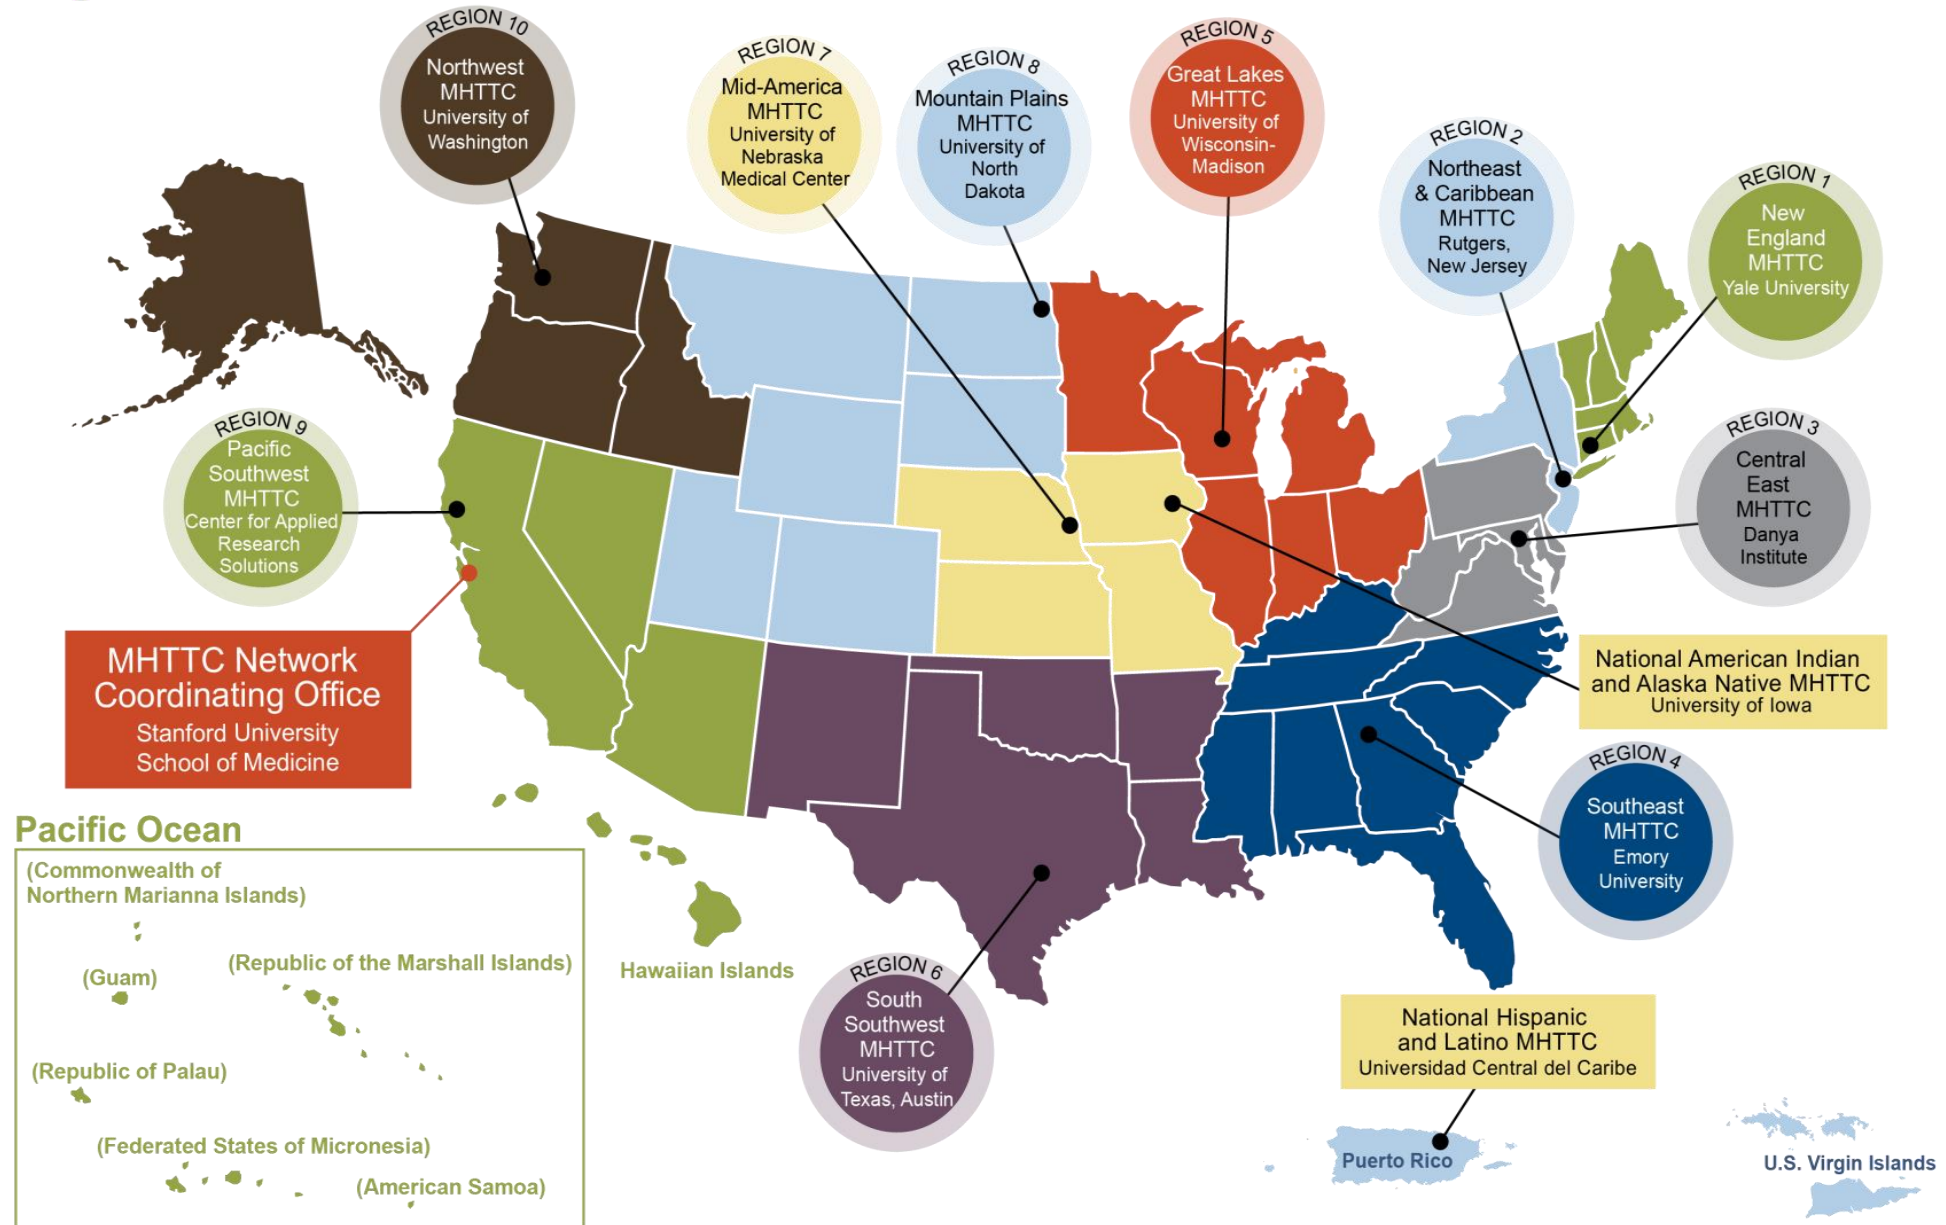 REGION 10
Northwest
MHTTC
University of
Washington
REGION 7
Mid-America
MHTTC
University of
Nebraska
Medical Center
REGION 8
Mountain Plains
MHTTC
University of
North
Dakota
REGION 5
Great Lakes
MHTTC
University of
Wisconsin-
Madison
REGION 2
Northeast
& Caribbean
MHTTC
Rutgers,
New Jersey
REGION 1
New
England
MHTTC
Yale University
REGION 9
Pacific
Southwest
MHTTC
Center for Applied
Research
Solutions
REGION 3
Central
East
MHTTC
Danya
Institute
MHTTC Network
Coordinating Office
Stanford University
School of Medicine
National American Indian
and Alaska Native MHTTC
University of Iowa
REGION 4
Southeast
MHTTC
Emory
University
Pacific Ocean
(Commonwealth of
Northern Marianna Islands)
(Guam)
(Republic of the Marshall Islands)
(Republic of Palau)
(Federated States of Micronesia)
(American Samoa)
Hawaiian Islands
REGION 6
South
Southwest
MHTTC
University of
Texas, Austin
National Hispanic
and Latino MHTTC
Universidad Central del Caribe
Puerto Rico
U.S. Virgin Islands